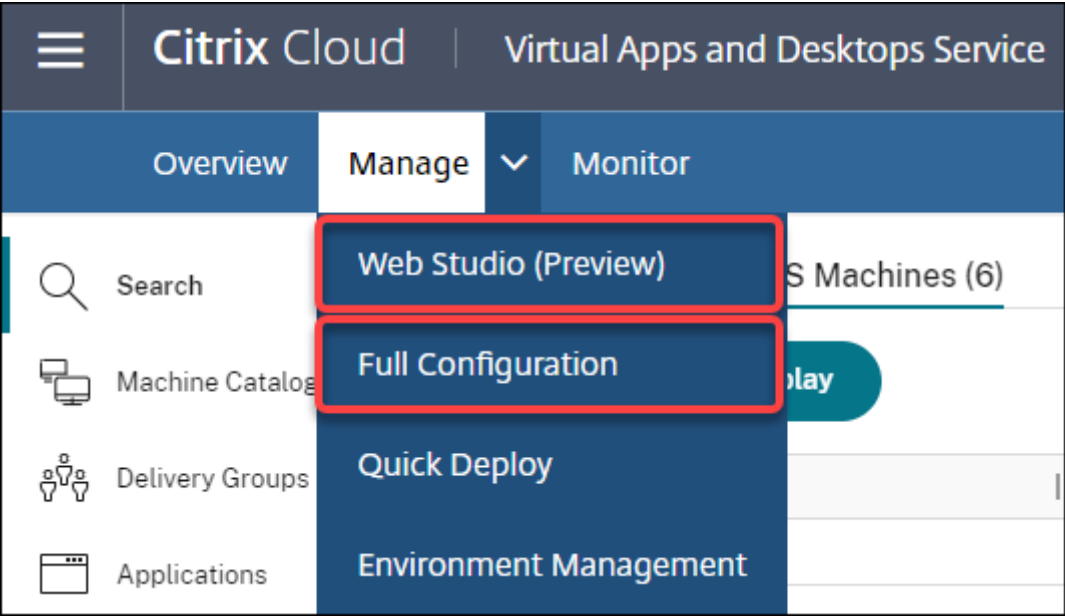 Citrix Cloud | Virtual Apps and Desktops Service
Overview Manage Monitor
Web Studio (Preview)
Search
S Machines (6)
Full Configuration
Machine Catalog
play
Quick Deploy
Delivery Groups
Environment Management
Applications